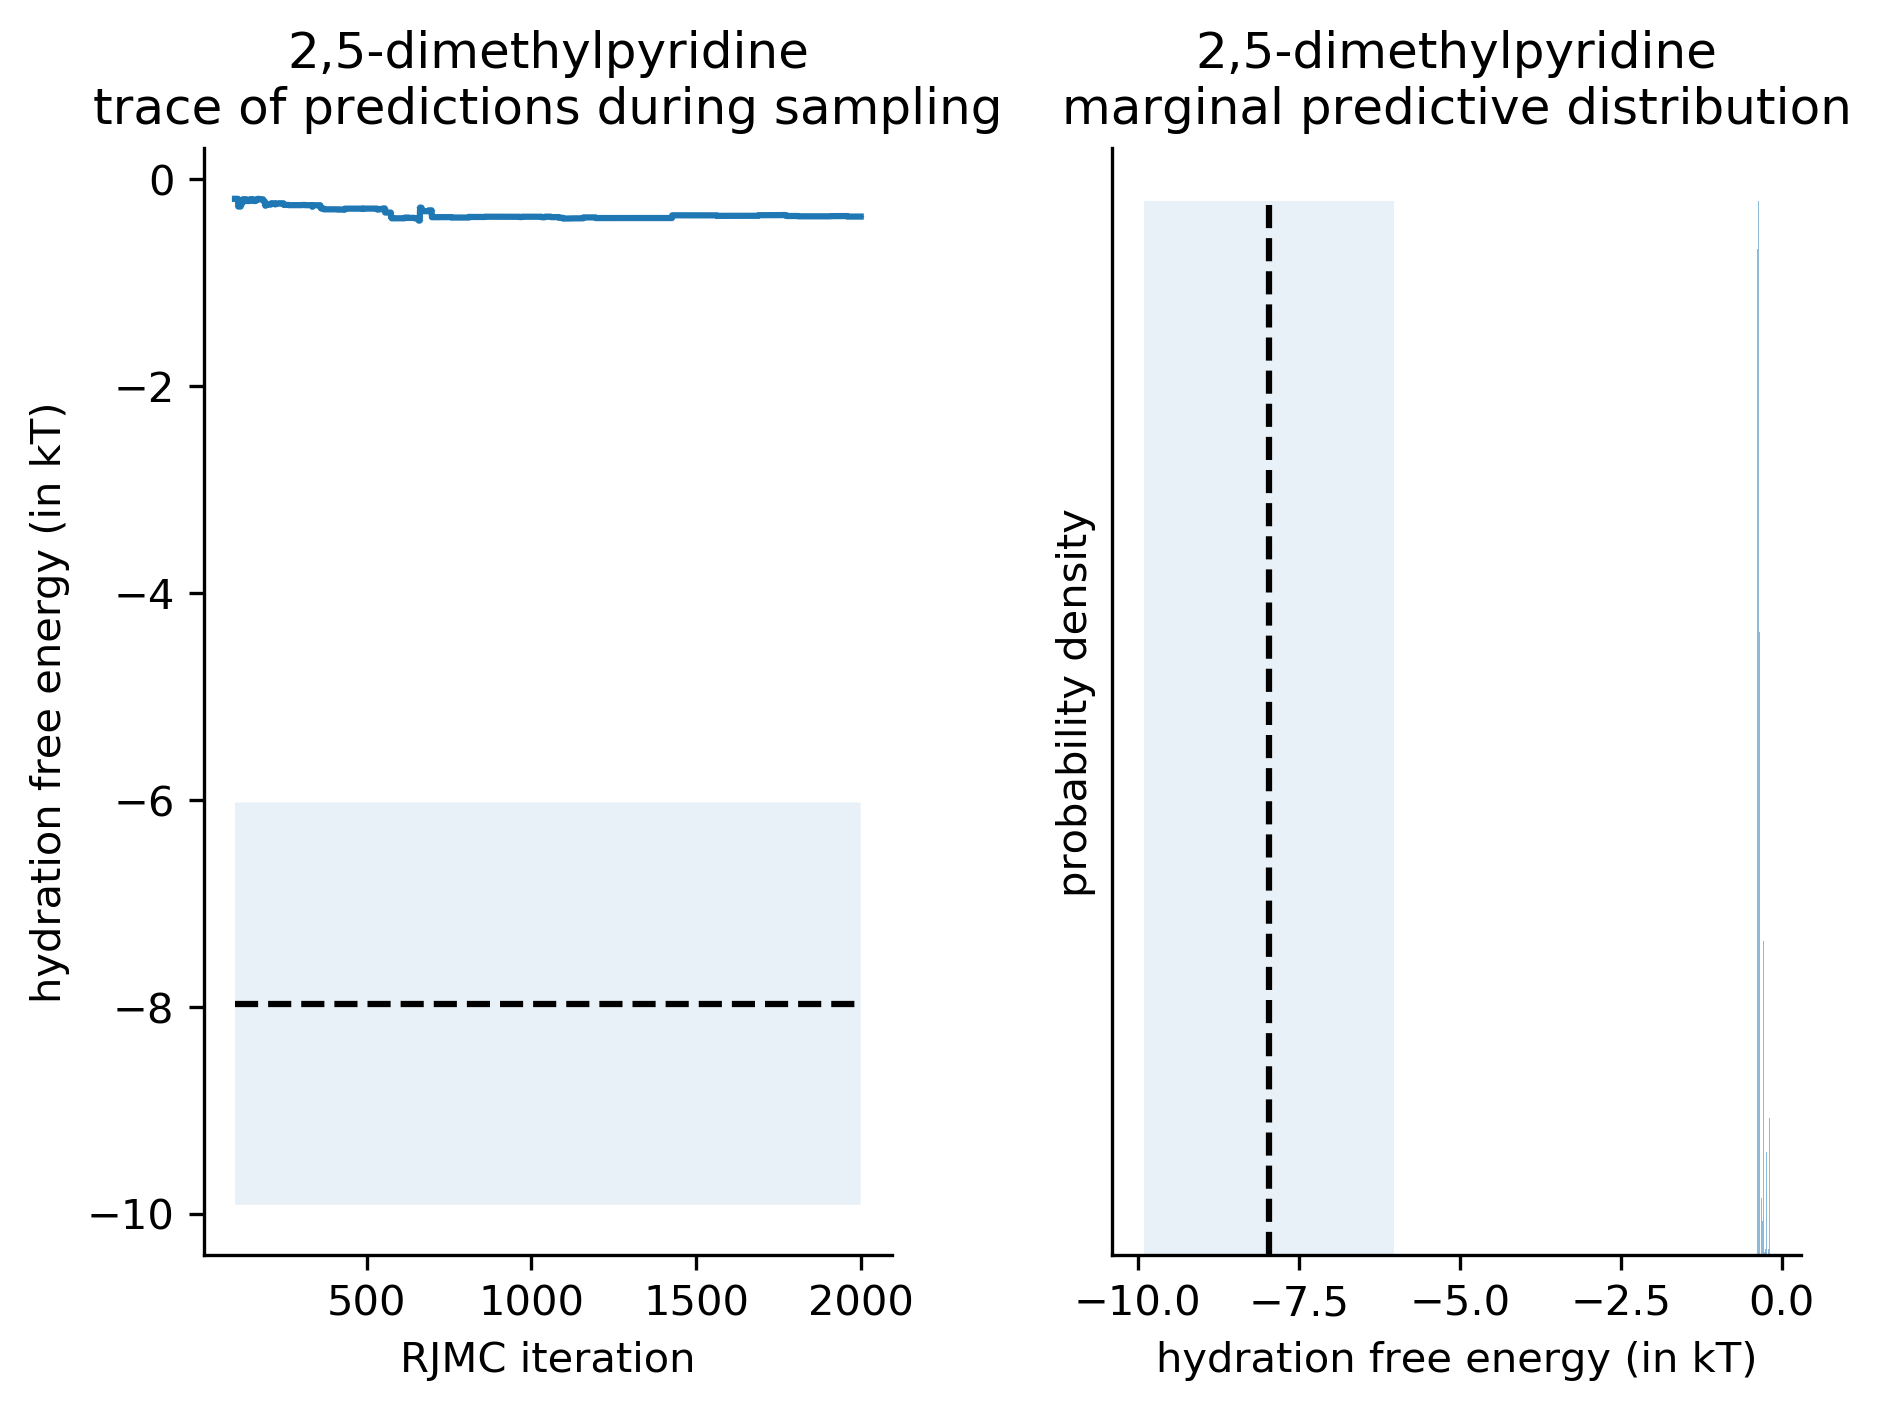 2,5-dimethylpyridine
trace of predictions during sampling
0
−2
−4
−6
−8
−10
hydration free energy (in kT)
500
1000
1500
2000
RJMC iteration
2,5-dimethylpyridine
marginal predictive distribution
probability density
−10.0
−7.5
−5.0
−2.5
0.0
hydration free energy (in kT)